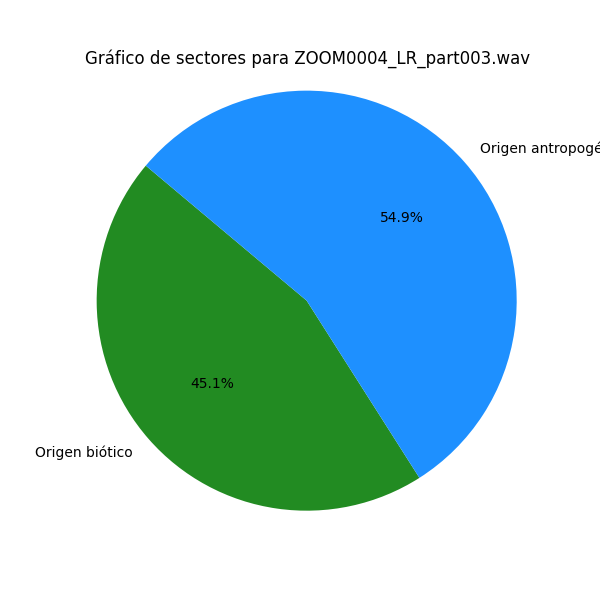 Gráfico de sectores para ZOOM0004_LR_part003.wav
Origen antropogé
54.9%
45.1%
Origen biótico